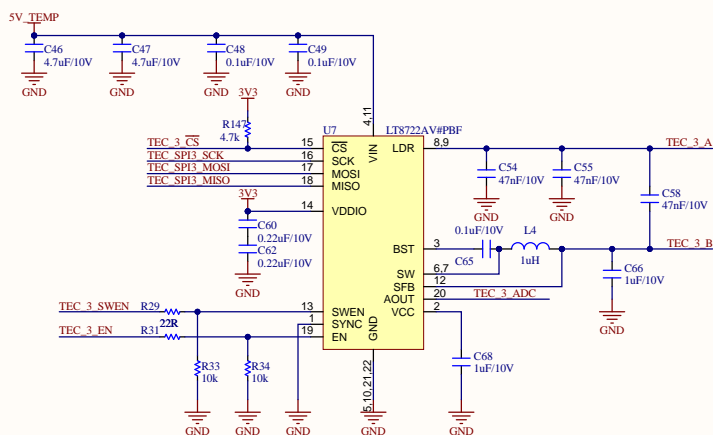 5V_TEMP
C46
4.7uF/10V
C47
4.7uF/10V
C48
0.1uF/10V
C49
0.1uF/10V
GND
GND
GND
GND
3V3
R147
4.7k
U7
LT8722AV#PBF
4,11
VIN
TEC_3_CS
15
CS
TEC_SPI3_SCK
16
SCK
TEC_SPI3_MOSI
17
MOSI
TEC_SPI3_MISO
18
MISO
LDR
8,9
TEC_3_A
C54
47nF/10V
C55
47nF/10V
C58
47nF/10V
GND
GND
3V3
14
VDDIO
C60
0.22uF/10V
C62
0.22uF/10V
GND
0.1uF/10V
L4
BST
3
C65
1uH
TEC_3_B
SW
6,7
SFB
12
C66
1uF/10V
GND
AOUT
20
TEC_3_ADC
VCC
2
TEC_3_SWEN
R29
22R
13
SWEN
1
SYNC
TEC_3_EN
R31
19
EN
GND
5,10,21,22
R33
10k
R34
10k
C68
1uF/10V
GND
GND
GND
GND
GND